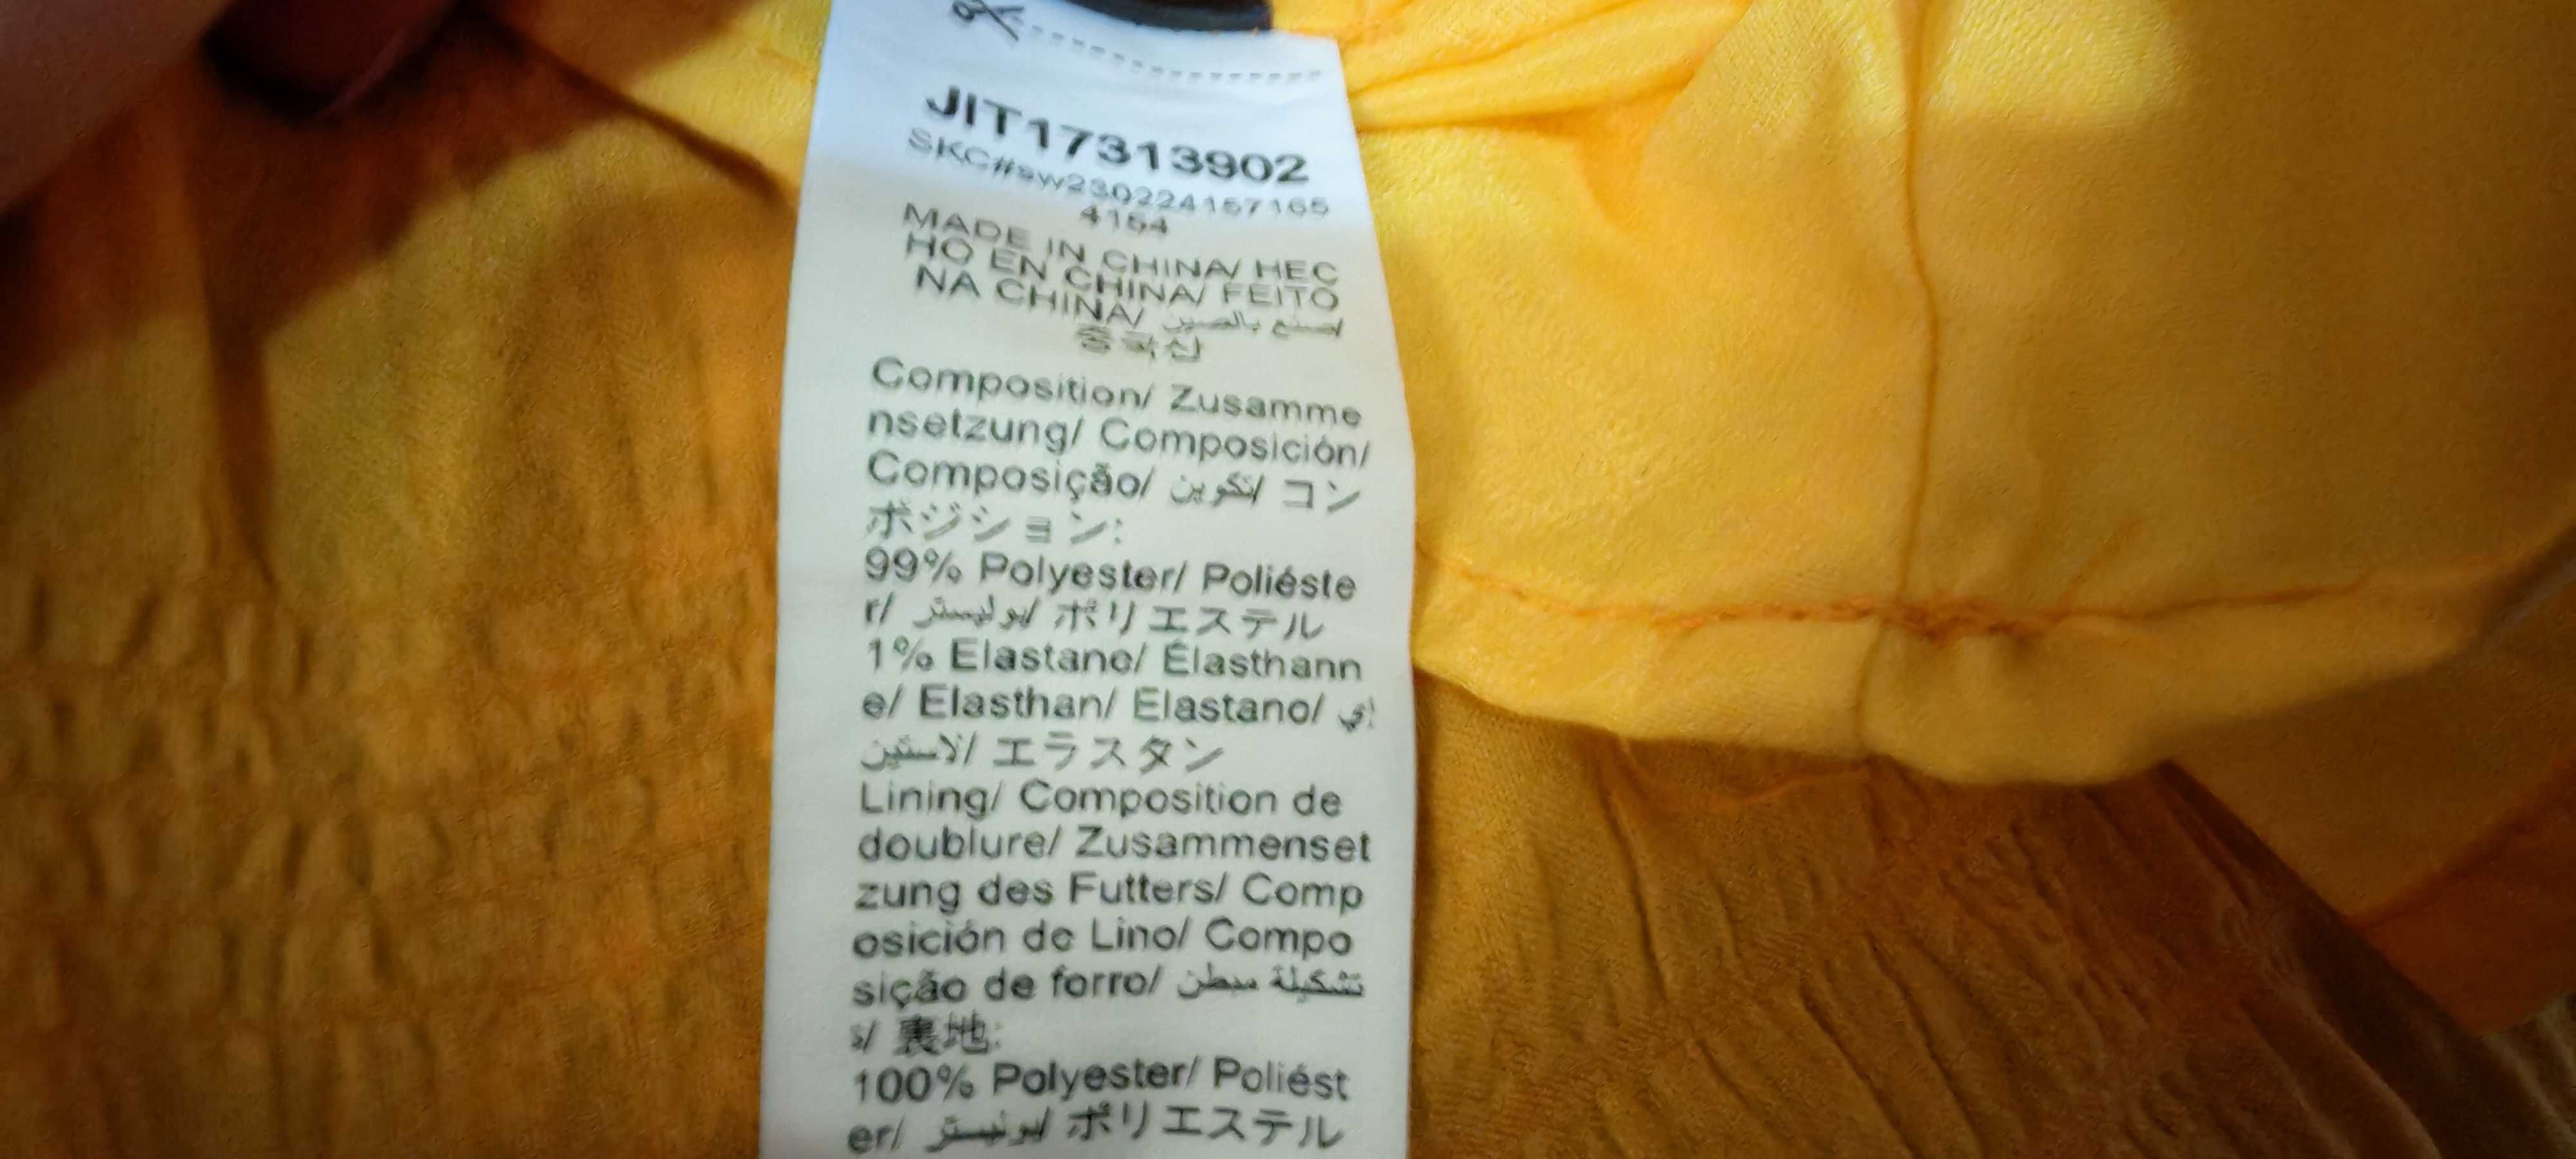 JIT17313902
SKC#sw230224157165
4154
MADE IN CHINA/ HEC
HO EN CHINA/ FEITO
NA CHINA/ صنع بالصين/
중국산
Composition/ Zusamme
nsetzung/ Composición/
Composição/ تكوين/ コン
ポジション:
99% Polyester/ Poliéste
r/ بوليستر/ ポリエステル
1% Elastane/ Élasthann
e/ Elasthan/ Elastano/ إي
لاستين/ エラスタン
Lining/ Composition de
doublure/ Zusammenset
zung des Futters/ Comp
osición de Lino/ Compo
sição de forro/ تشكيلة مبطن
ة/ 裏地:
100% Polyester/ Poliést
er/ بوليستر/ ポリエステル